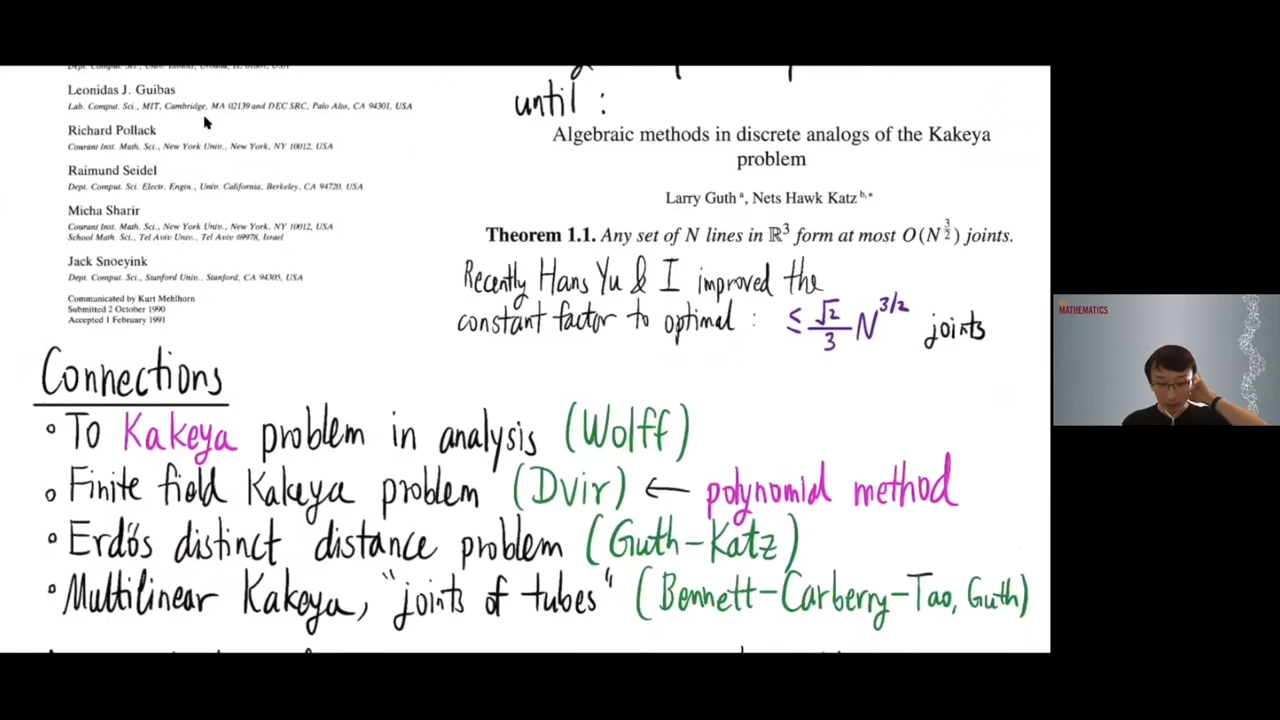 Leonidas J. Guibas
Lab. Comput. Sci., MIT, Cambridge, MA 02139 and DEC SRC, Palo Alto, CA 94301, USA
Richard Pollack
Courant Inst. Math. Sci., New York Univ., New York, NY 10012, USA
Raimund Seidel
Dept. Comput. Sci. Electr. Engin., Univ. California, Berkeley, CA 94720, USA
Micha Sharir
Courant Inst. Math. Sci., New York Univ., New York, NY 10012, USA
School Math. Sci., Tel Aviv Univ., Tel Aviv 69978, Israel
Jack Snoeyink
Dept. Comput. Sci., Stanford Univ., Stanford, CA 94305, USA
Communicated by Kurt Mehlhorn
Submitted 2 October 1990
Accepted 1 February 1991
until :
Algebraic methods in discrete analogs of the Kakeya
problem
Larry Guth ᵃ, Nets Hawk Katz ᵇ,*
Theorem 1.1. Any set of N lines in ℝ³ form at most O(N^{3/2}) joints.
Recently Hans Yu & I improved the
constant factor to optimal : ≤ √2/3 N^{3/2} joints
Connections
• To Kakeya problem in analysis (Wolff)
• Finite field Kakeya problem (Dvir) ← polynomial method
• Erdős distinct distance problem (Guth-Katz)
• Multilinear Kakeya, "joints of tubes" (Bennett-Carberry-Tao, Guth)
MATHEMATICS